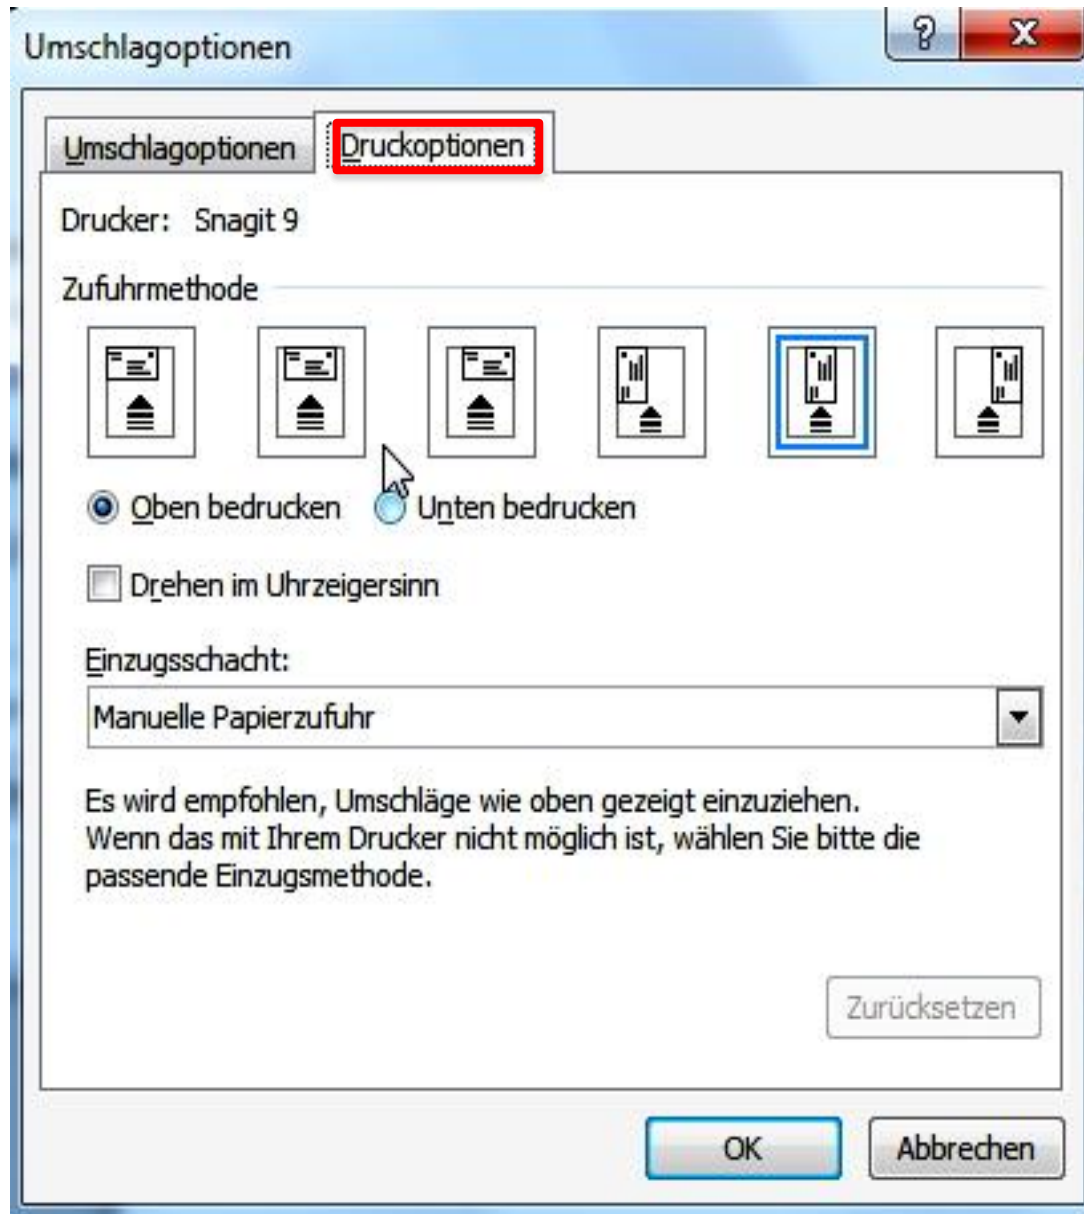 Umschlagoptionen
Umschlagoptionen Druckoptionen
Drucker: Snagit 9
Zufuhrmethode
Oben bedrucken Unten bedrucken
Drehen im Uhrzeigersinn
Einzugsschacht:
Manuelle Papierzufuhr
Es wird empfohlen, Umschläge wie oben gezeigt einzuziehen.
Wenn das mit Ihrem Drucker nicht möglich ist, wählen Sie bitte die
passende Einzugsmethode.
Zurücksetzen
OK Abbrechen